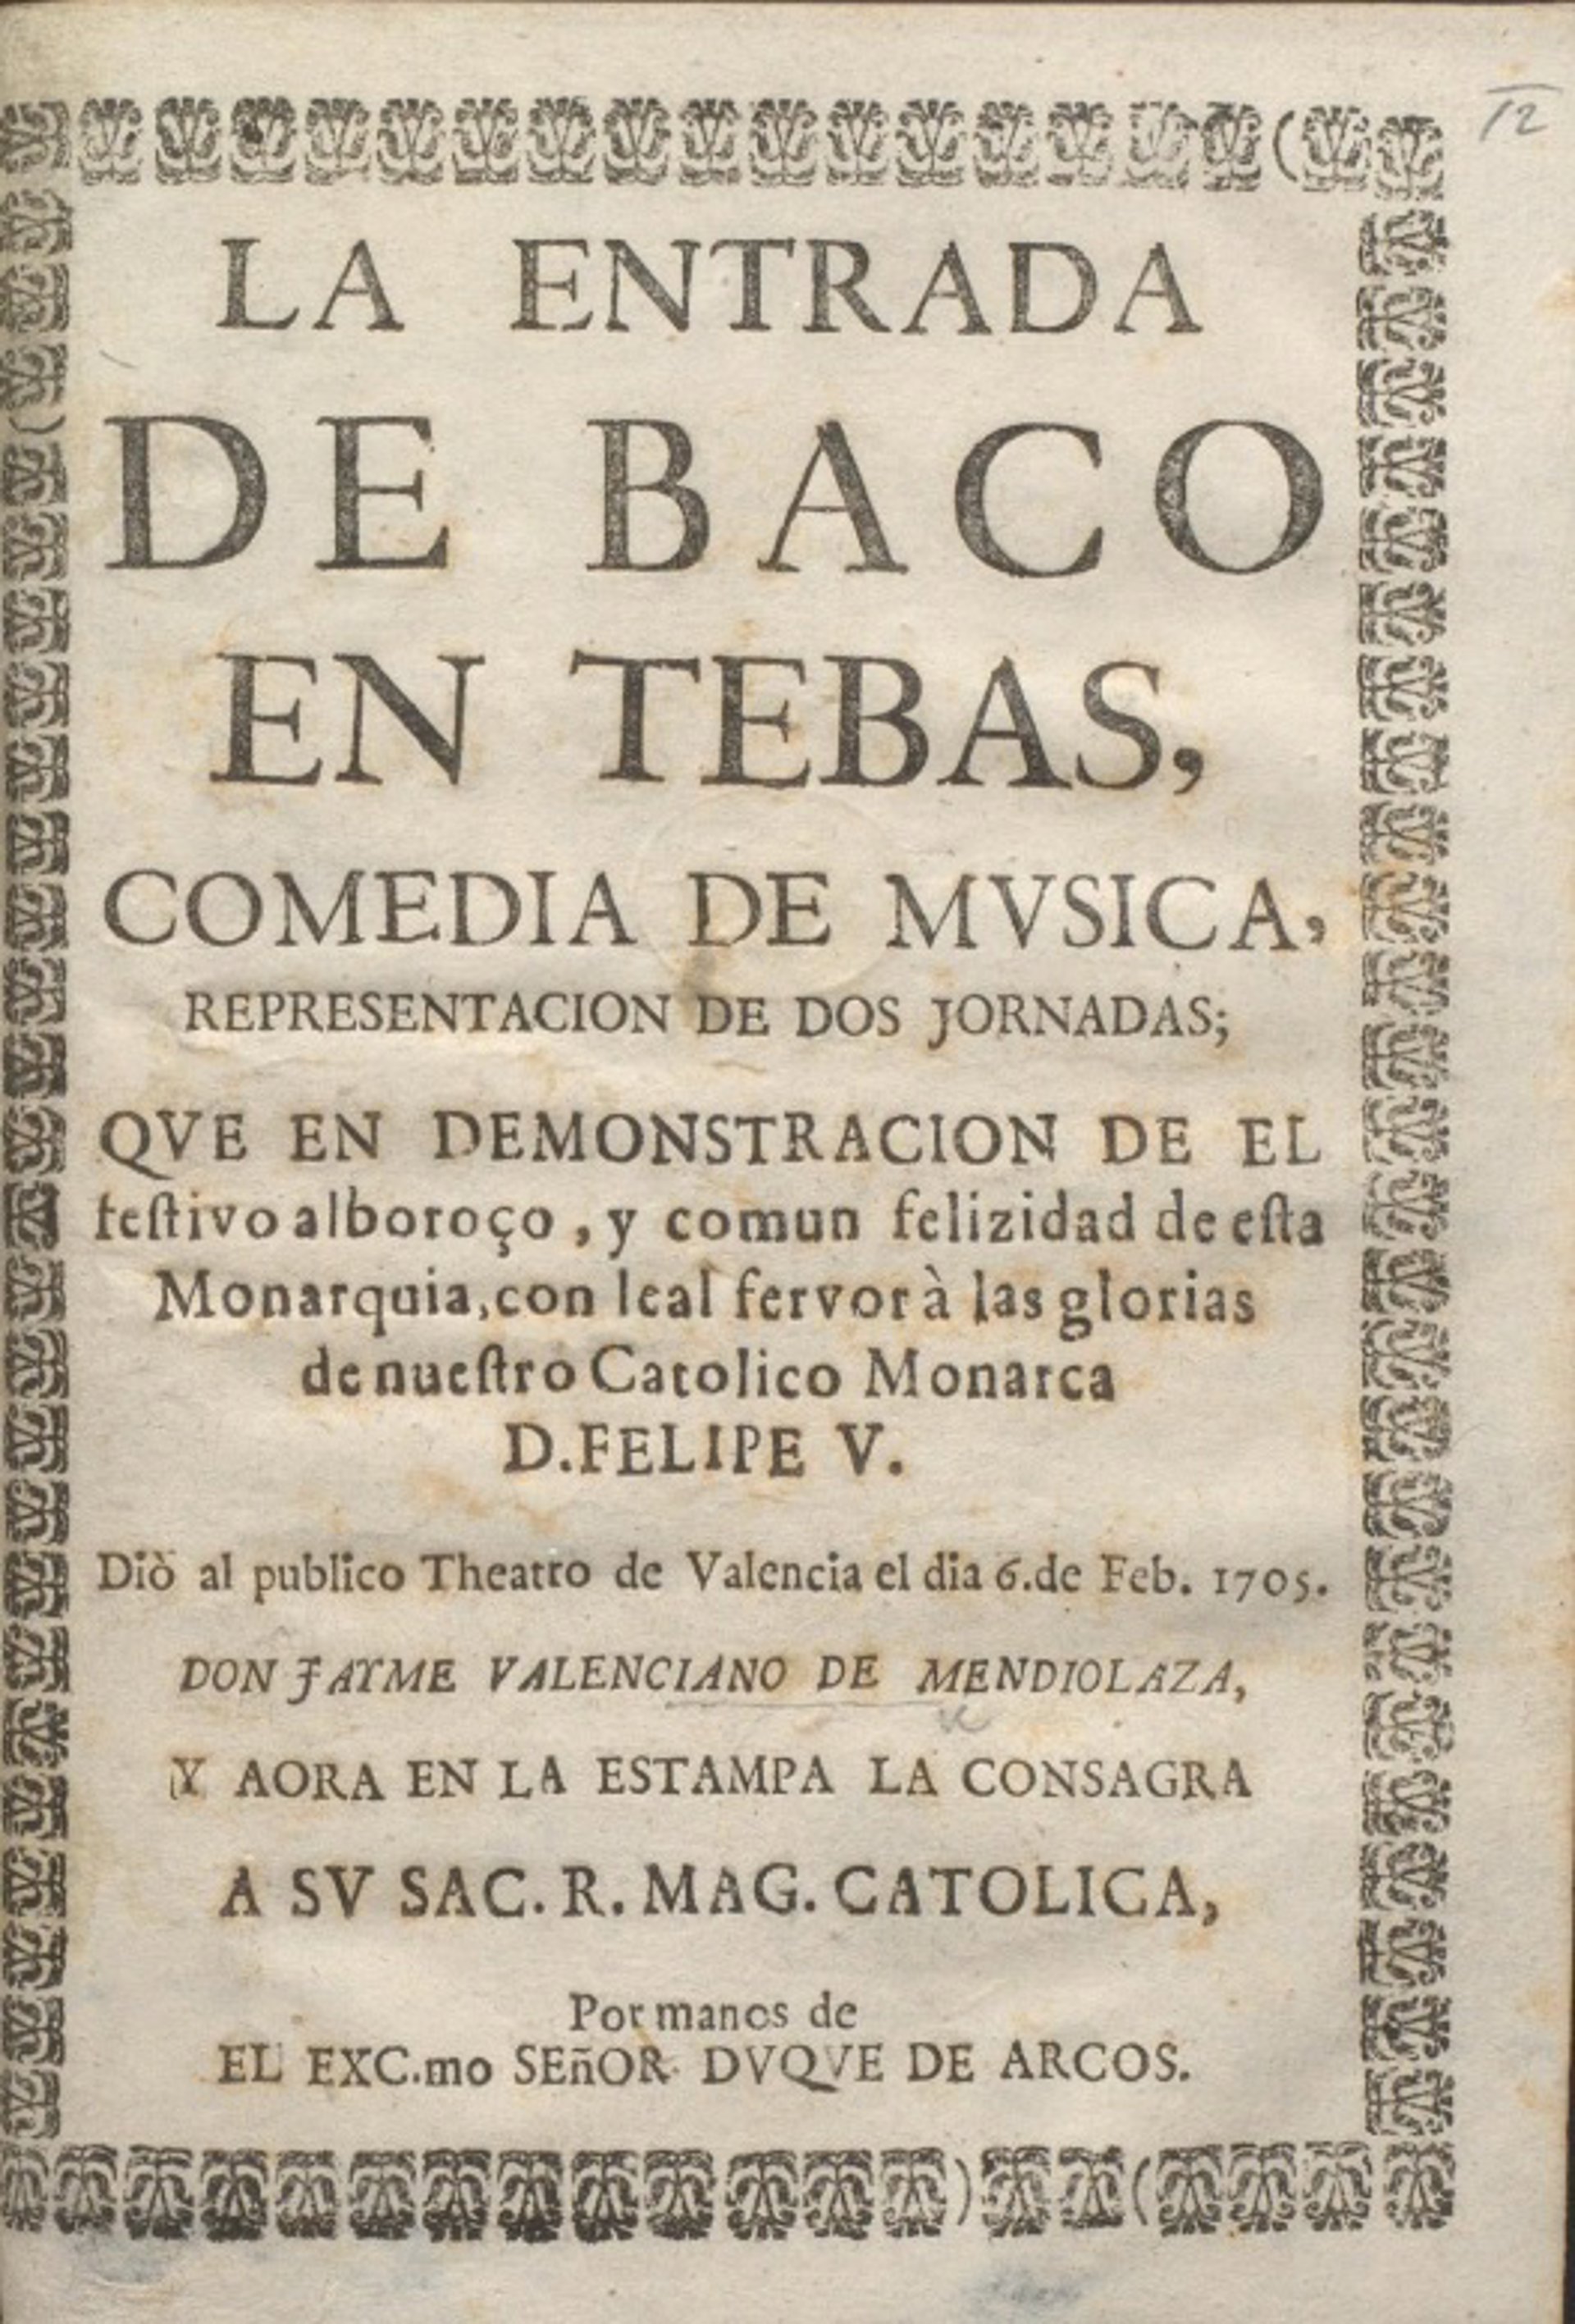 12
LA ENTRADA
DE BACO
EN TEBAS,
COMEDIA DE MVSICA,
REPRESENTACION DE DOS JORNADAS;
QVE EN DEMONSTRACION DE EL
festivo alboroço, y comun felizidad de esta
Monarquia, con leal fervor à las glorias
de nuestro Catolico Monarca
D. FELIPE V.
Diò al publico Theatro de Valencia el dia 6. de Feb. 1705.
DON JAYME VALENCIANO DE MENDIOLAZA,
Y AORA EN LA ESTAMPA LA CONSAGRA
A SV SAC. R. MAG. CATOLICA,
Por manos de
EL EXC.mo SEñOR DVQVE DE ARCOS.